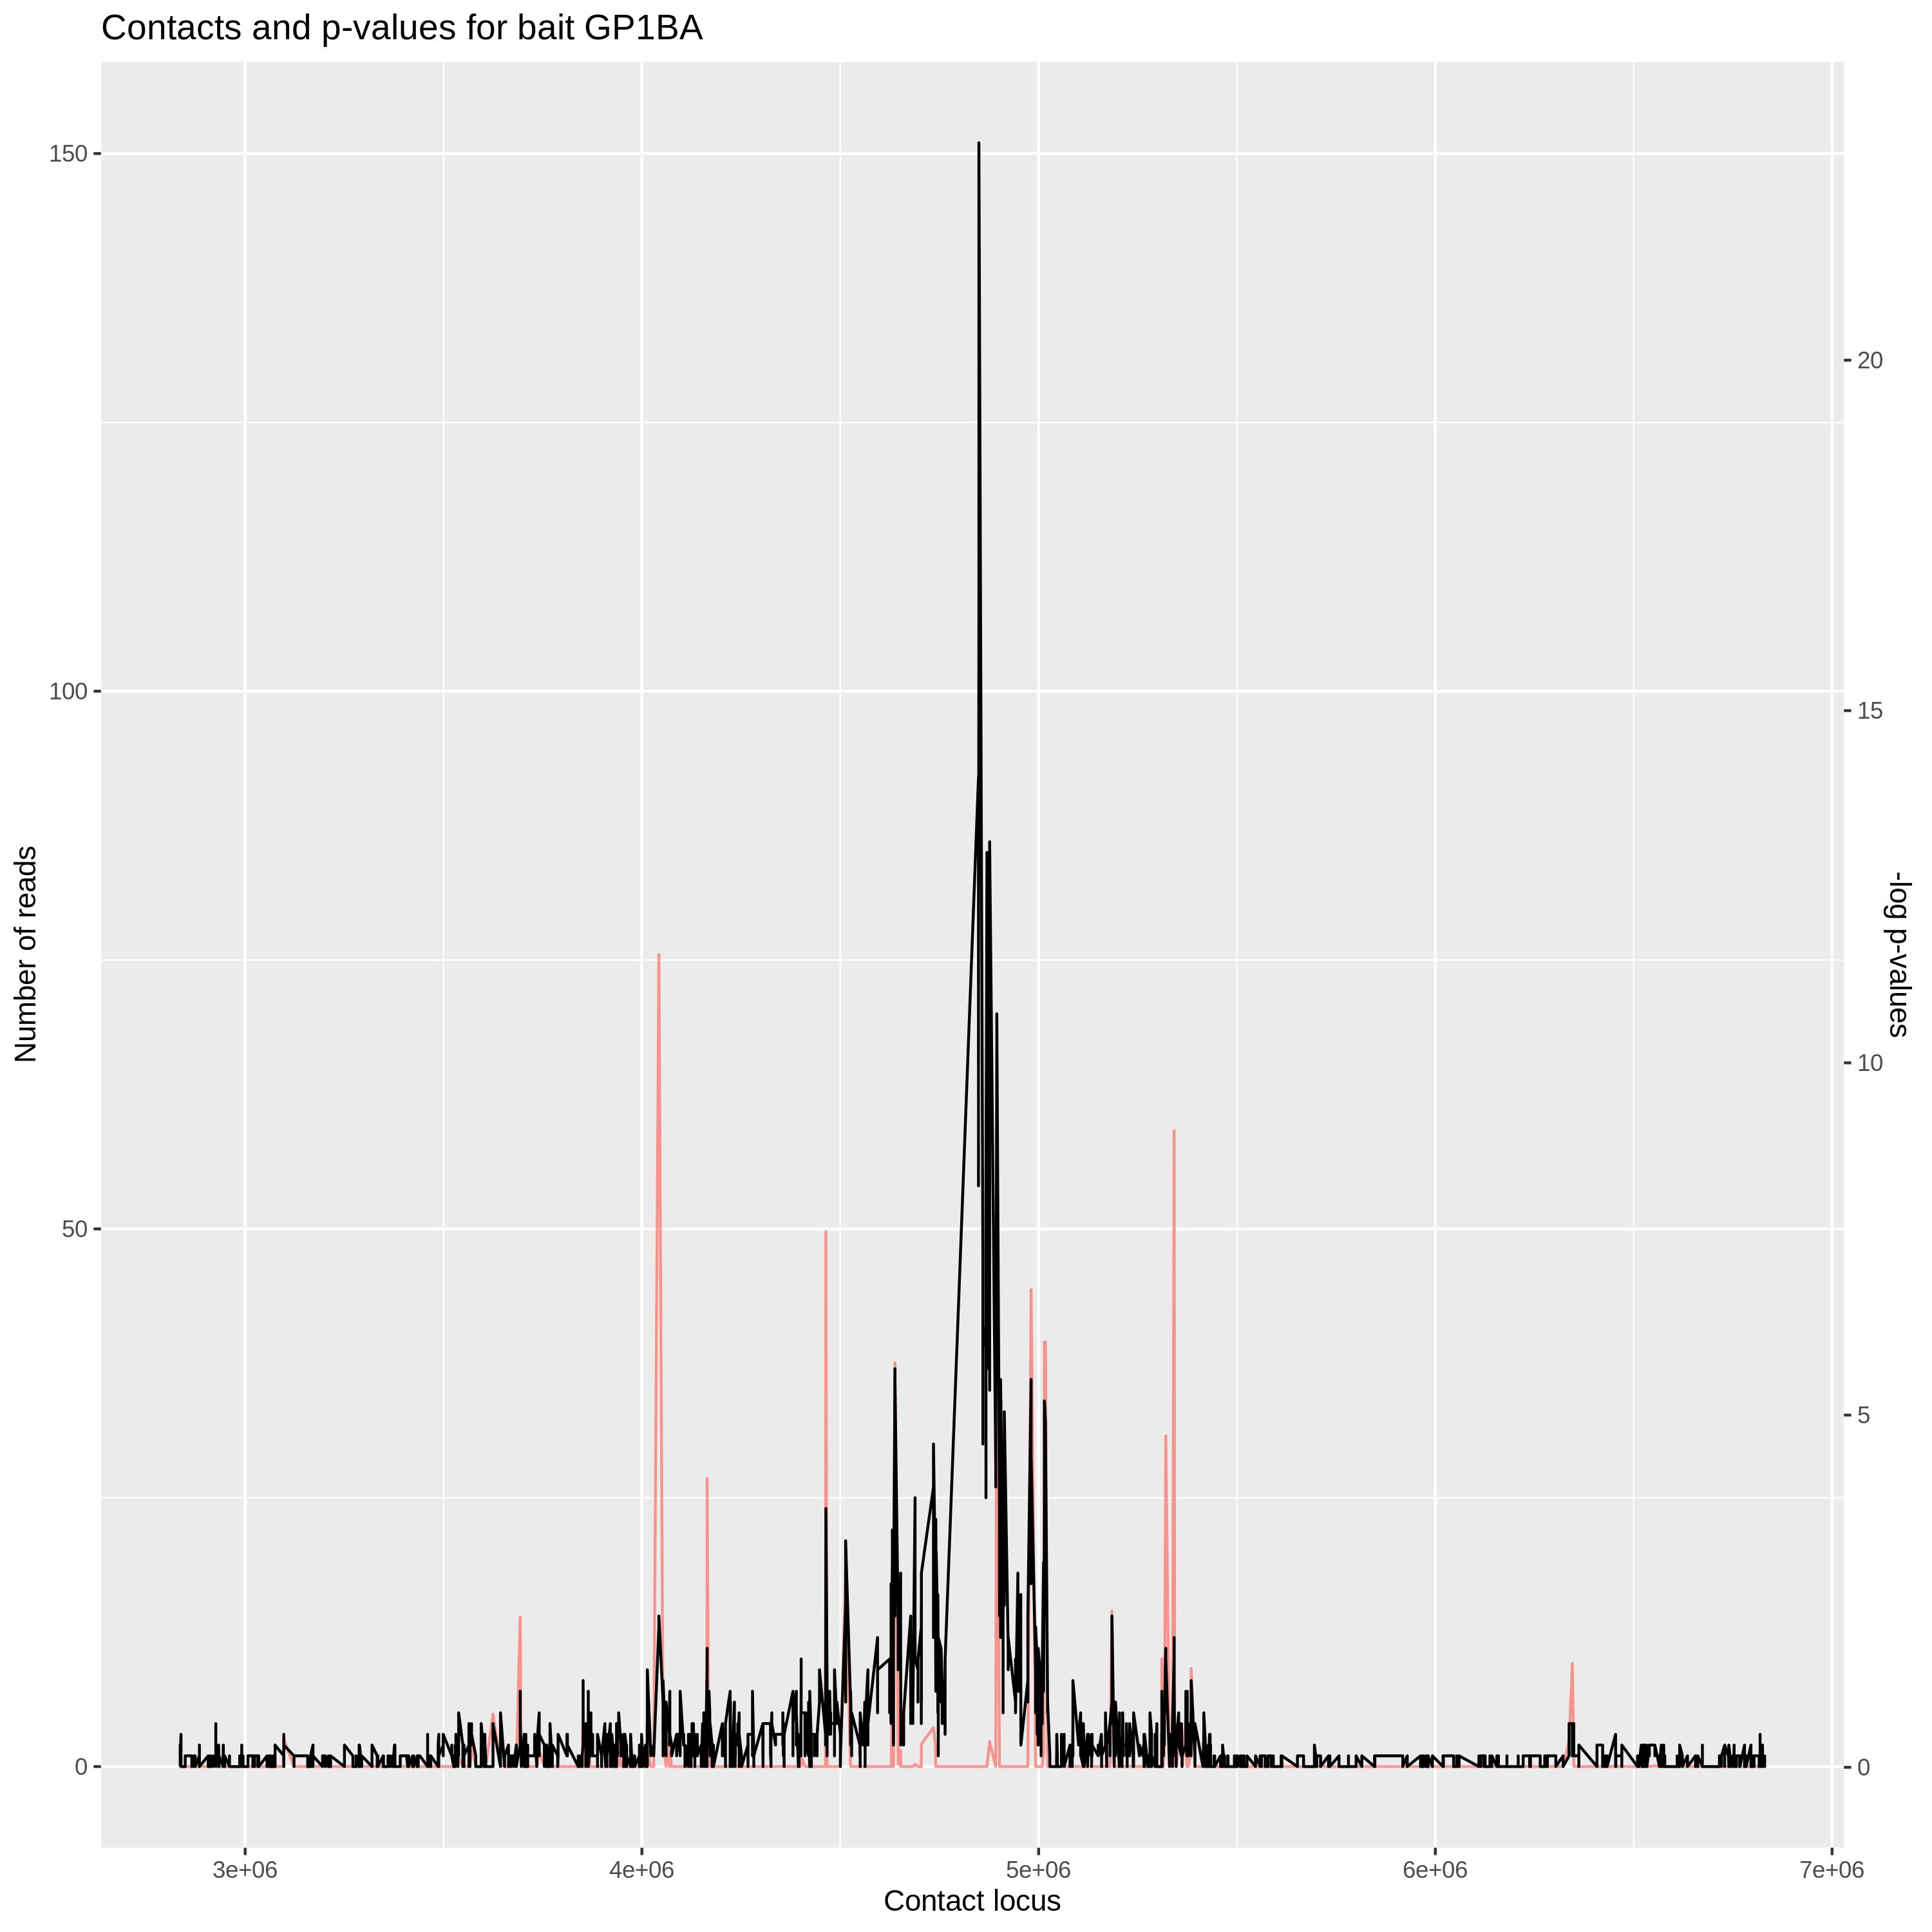 Contacts and p-values for bait GP1BA
150
100
50
0
Number of reads
20
15
10
5
0
-log p-values
3e+06
4e+06
5e+06
6e+06
7e+06
Contact locus